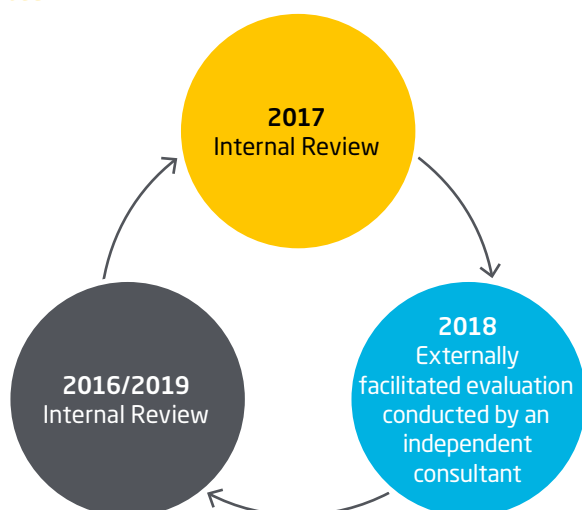 2017
Internal Review
2018
Externally
facilitated evaluation
conducted by an
independent
consultant
2016/2019
Internal Review